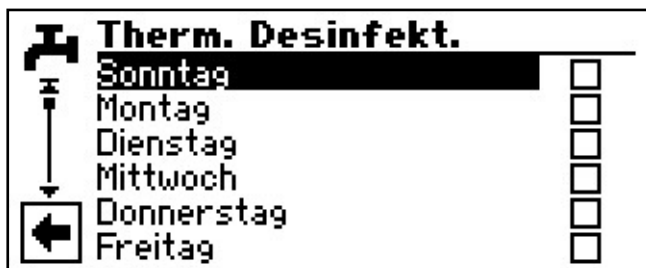 Therm. Desinfekt.
Sonntag
Montag
Dienstag
Mittwoch
Donnerstag
Freitag